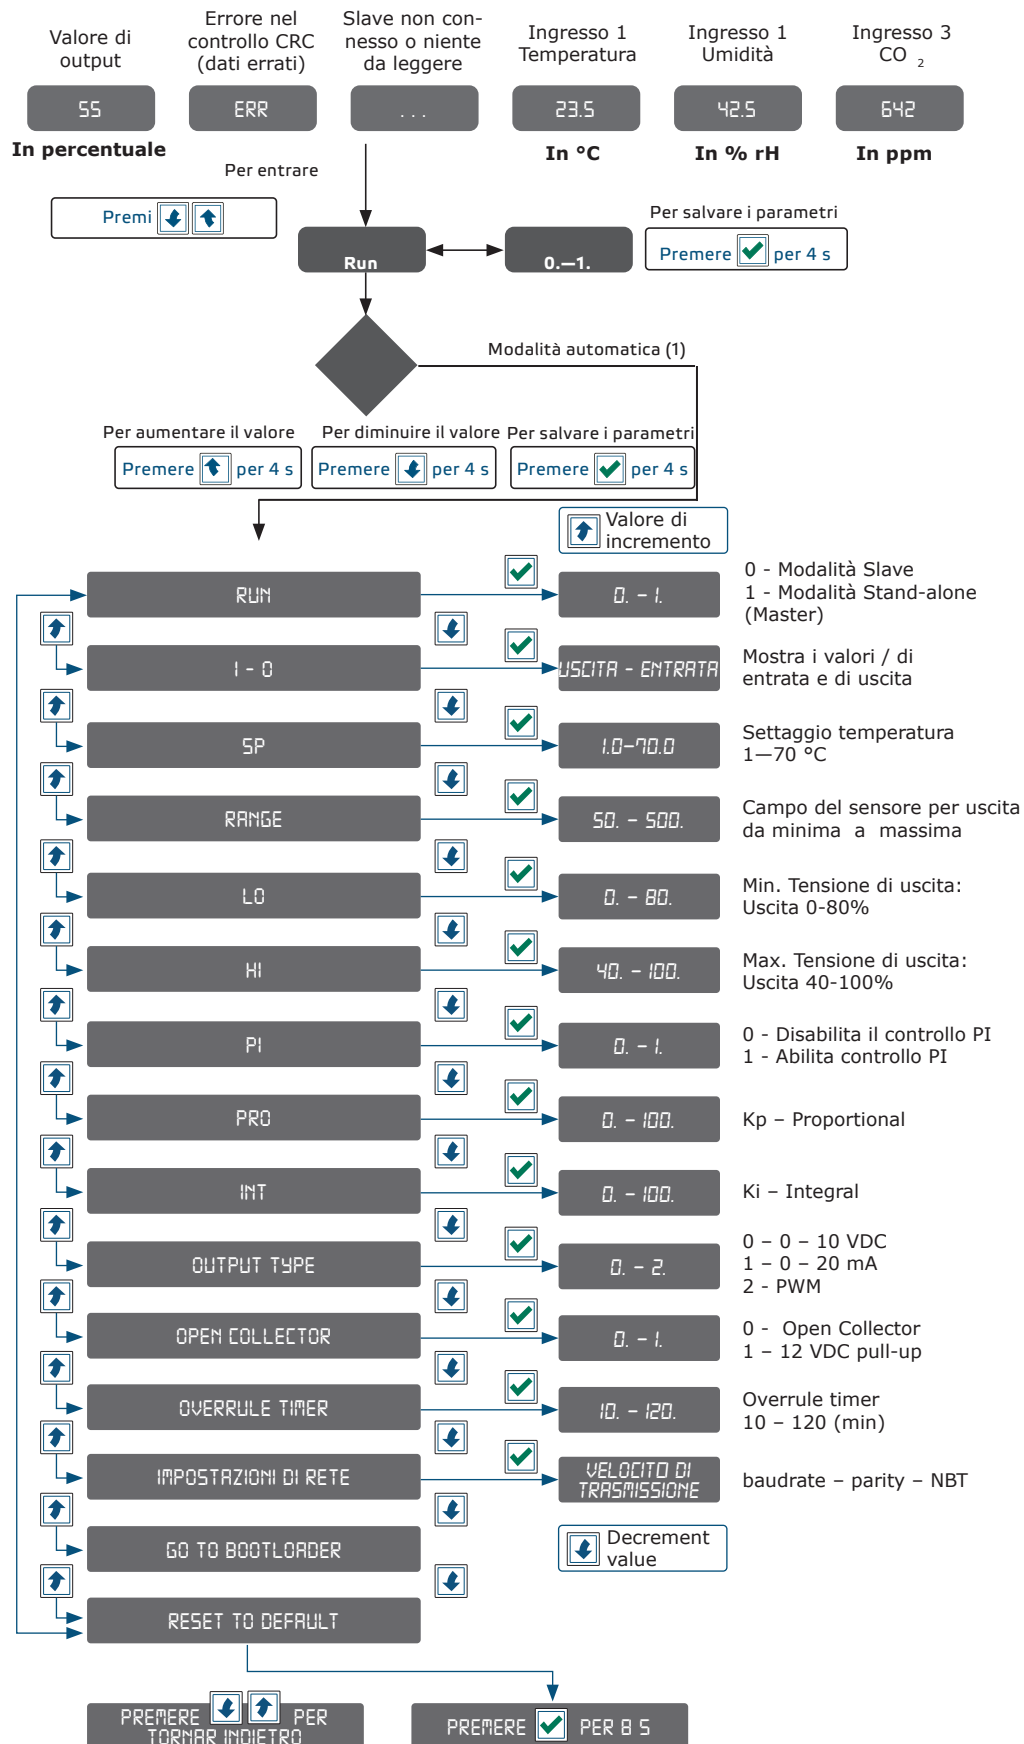 Valore di
output
Errore nel
controllo CRC
(dati errati)
Slave non con-
nesso o niente
da leggere
Ingresso 1
Temperatura
Ingresso 1
Umidità
Ingresso 3
CO 2
55
ERR
...
23.5
42.5
642
In percentuale
In °C
In % rH
In ppm
Per entrare
Premi
Per salvare i parametri
Premere per 4 s
Run
0.—1.
Modalità automatica (1)
Per aumentare il valore
Per diminuire il valore
Per salvare i parametri
Premere per 4 s
Premere per 4 s
Premere per 4 s
Valore di
incremento
RUN
0. - 1.
0 - Modalità Slave
1 - Modalità Stand-alone
(Master)
I - O
USCITA - ENTRATA
Mostra i valori / di
entrata e di uscita
SP
1.0-70.0
Settaggio temperatura
1—70 °C
RANGE
50. - 500.
Campo del sensore per uscita
da minima a massima
LO
0. - 80.
Min. Tensione di uscita:
Uscita 0-80%
HI
40. - 100.
Max. Tensione di uscita:
Uscita 40-100%
PI
0. - 1.
0 - Disabilita il controllo PI
1 - Abilita controllo PI
PRO
0. - 100.
Kp – Proportional
INT
0. - 100.
Ki – Integral
OUTPUT TYPE
0. - 2.
0 – 0 – 10 VDC
1 – 0 – 20 mA
2 - PWM
OPEN COLLECTOR
0. - 1.
0 - Open Collector
1 – 12 VDC pull-up
OVERRULE TIMER
10. - 120.
Overrule timer
10 – 120 (min)
IMPOSTAZIONI DI RETE
VELOCITO DI
TRASMISSIONE
baudrate – parity – NBT
GO TO BOOTLOADER
Decrement
value
RESET TO DEFAULT
PREMERE PER
TORNAR INDIETRO
PREMERE PER 8 S